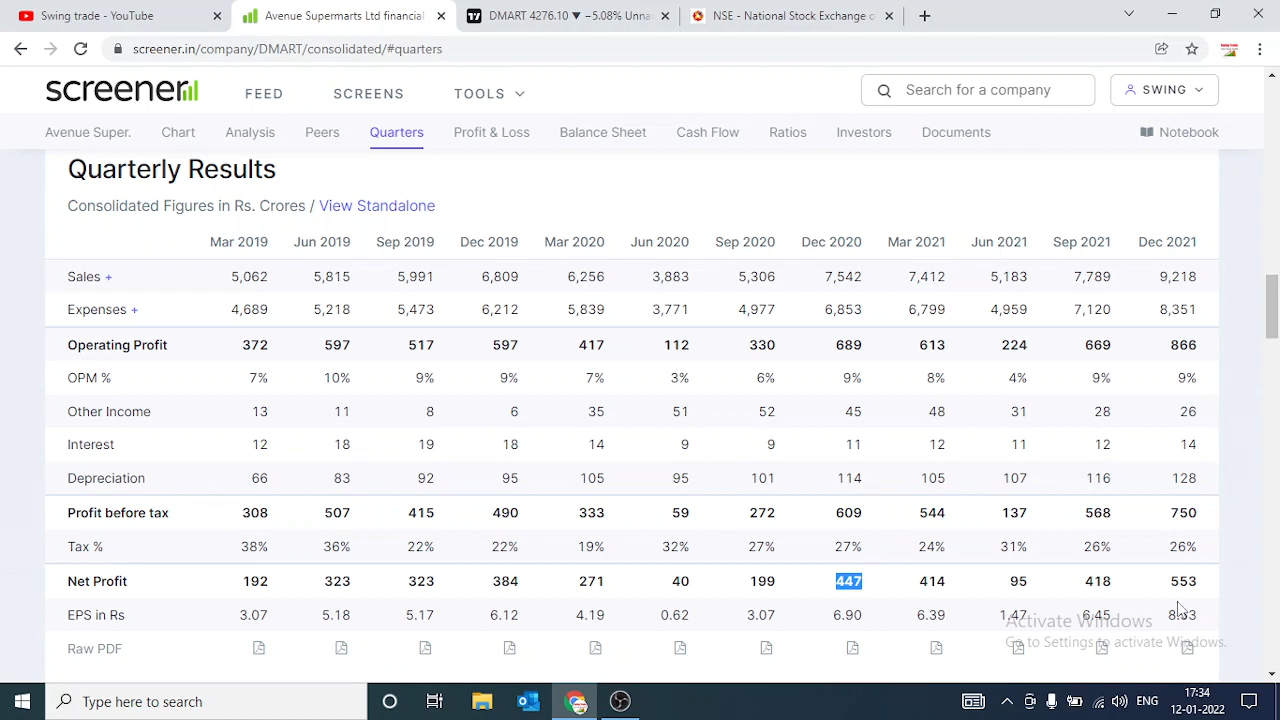 Swing trade - YouTube
Avenue Supermarts Ltd financial
DMART 4276.10 ▼ −5.08% Unna
NSE - National Stock Exchange o
screener.in/company/DMART/consolidated/#quarters
screener
FEED SCREENS TOOLS
Search for a company
SWING
Avenue Super. Chart Analysis Peers Quarters Profit & Loss Balance Sheet Cash Flow Ratios Investors Documents Notebook
Quarterly Results
Consolidated Figures in Rs. Crores / View Standalone
Mar 2019 Jun 2019 Sep 2019 Dec 2019 Mar 2020 Jun 2020 Sep 2020 Dec 2020 Mar 2021 Jun 2021 Sep 2021 Dec 2021
Sales + 5,062 5,815 5,991 6,809 6,256 3,883 5,306 7,542 7,412 5,183 7,789 9,218
Expenses + 4,689 5,218 5,473 6,212 5,839 3,771 4,977 6,853 6,799 4,959 7,120 8,351
Operating Profit 372 597 517 597 417 112 330 689 613 224 669 866
OPM % 7% 10% 9% 9% 7% 3% 6% 9% 8% 4% 9% 9%
Other Income 13 11 8 6 35 51 52 45 48 31 28 26
Interest 12 18 19 18 14 9 9 11 12 11 12 14
Depreciation 66 83 92 95 105 95 101 114 105 107 116 128
Profit before tax 308 507 415 490 333 59 272 609 544 137 568 750
Tax % 38% 36% 22% 22% 19% 32% 27% 27% 24% 31% 26% 26%
Net Profit 192 323 323 384 271 40 199 447 414 95 418 553
EPS in Rs 3.07 5.18 5.17 6.12 4.19 0.62 3.07 6.90 6.39 1.47 6.45
Activate Windows
Raw PDF
Go to Settings to activate Windows.
Type here to search
ENG
17:34
12-01-2022